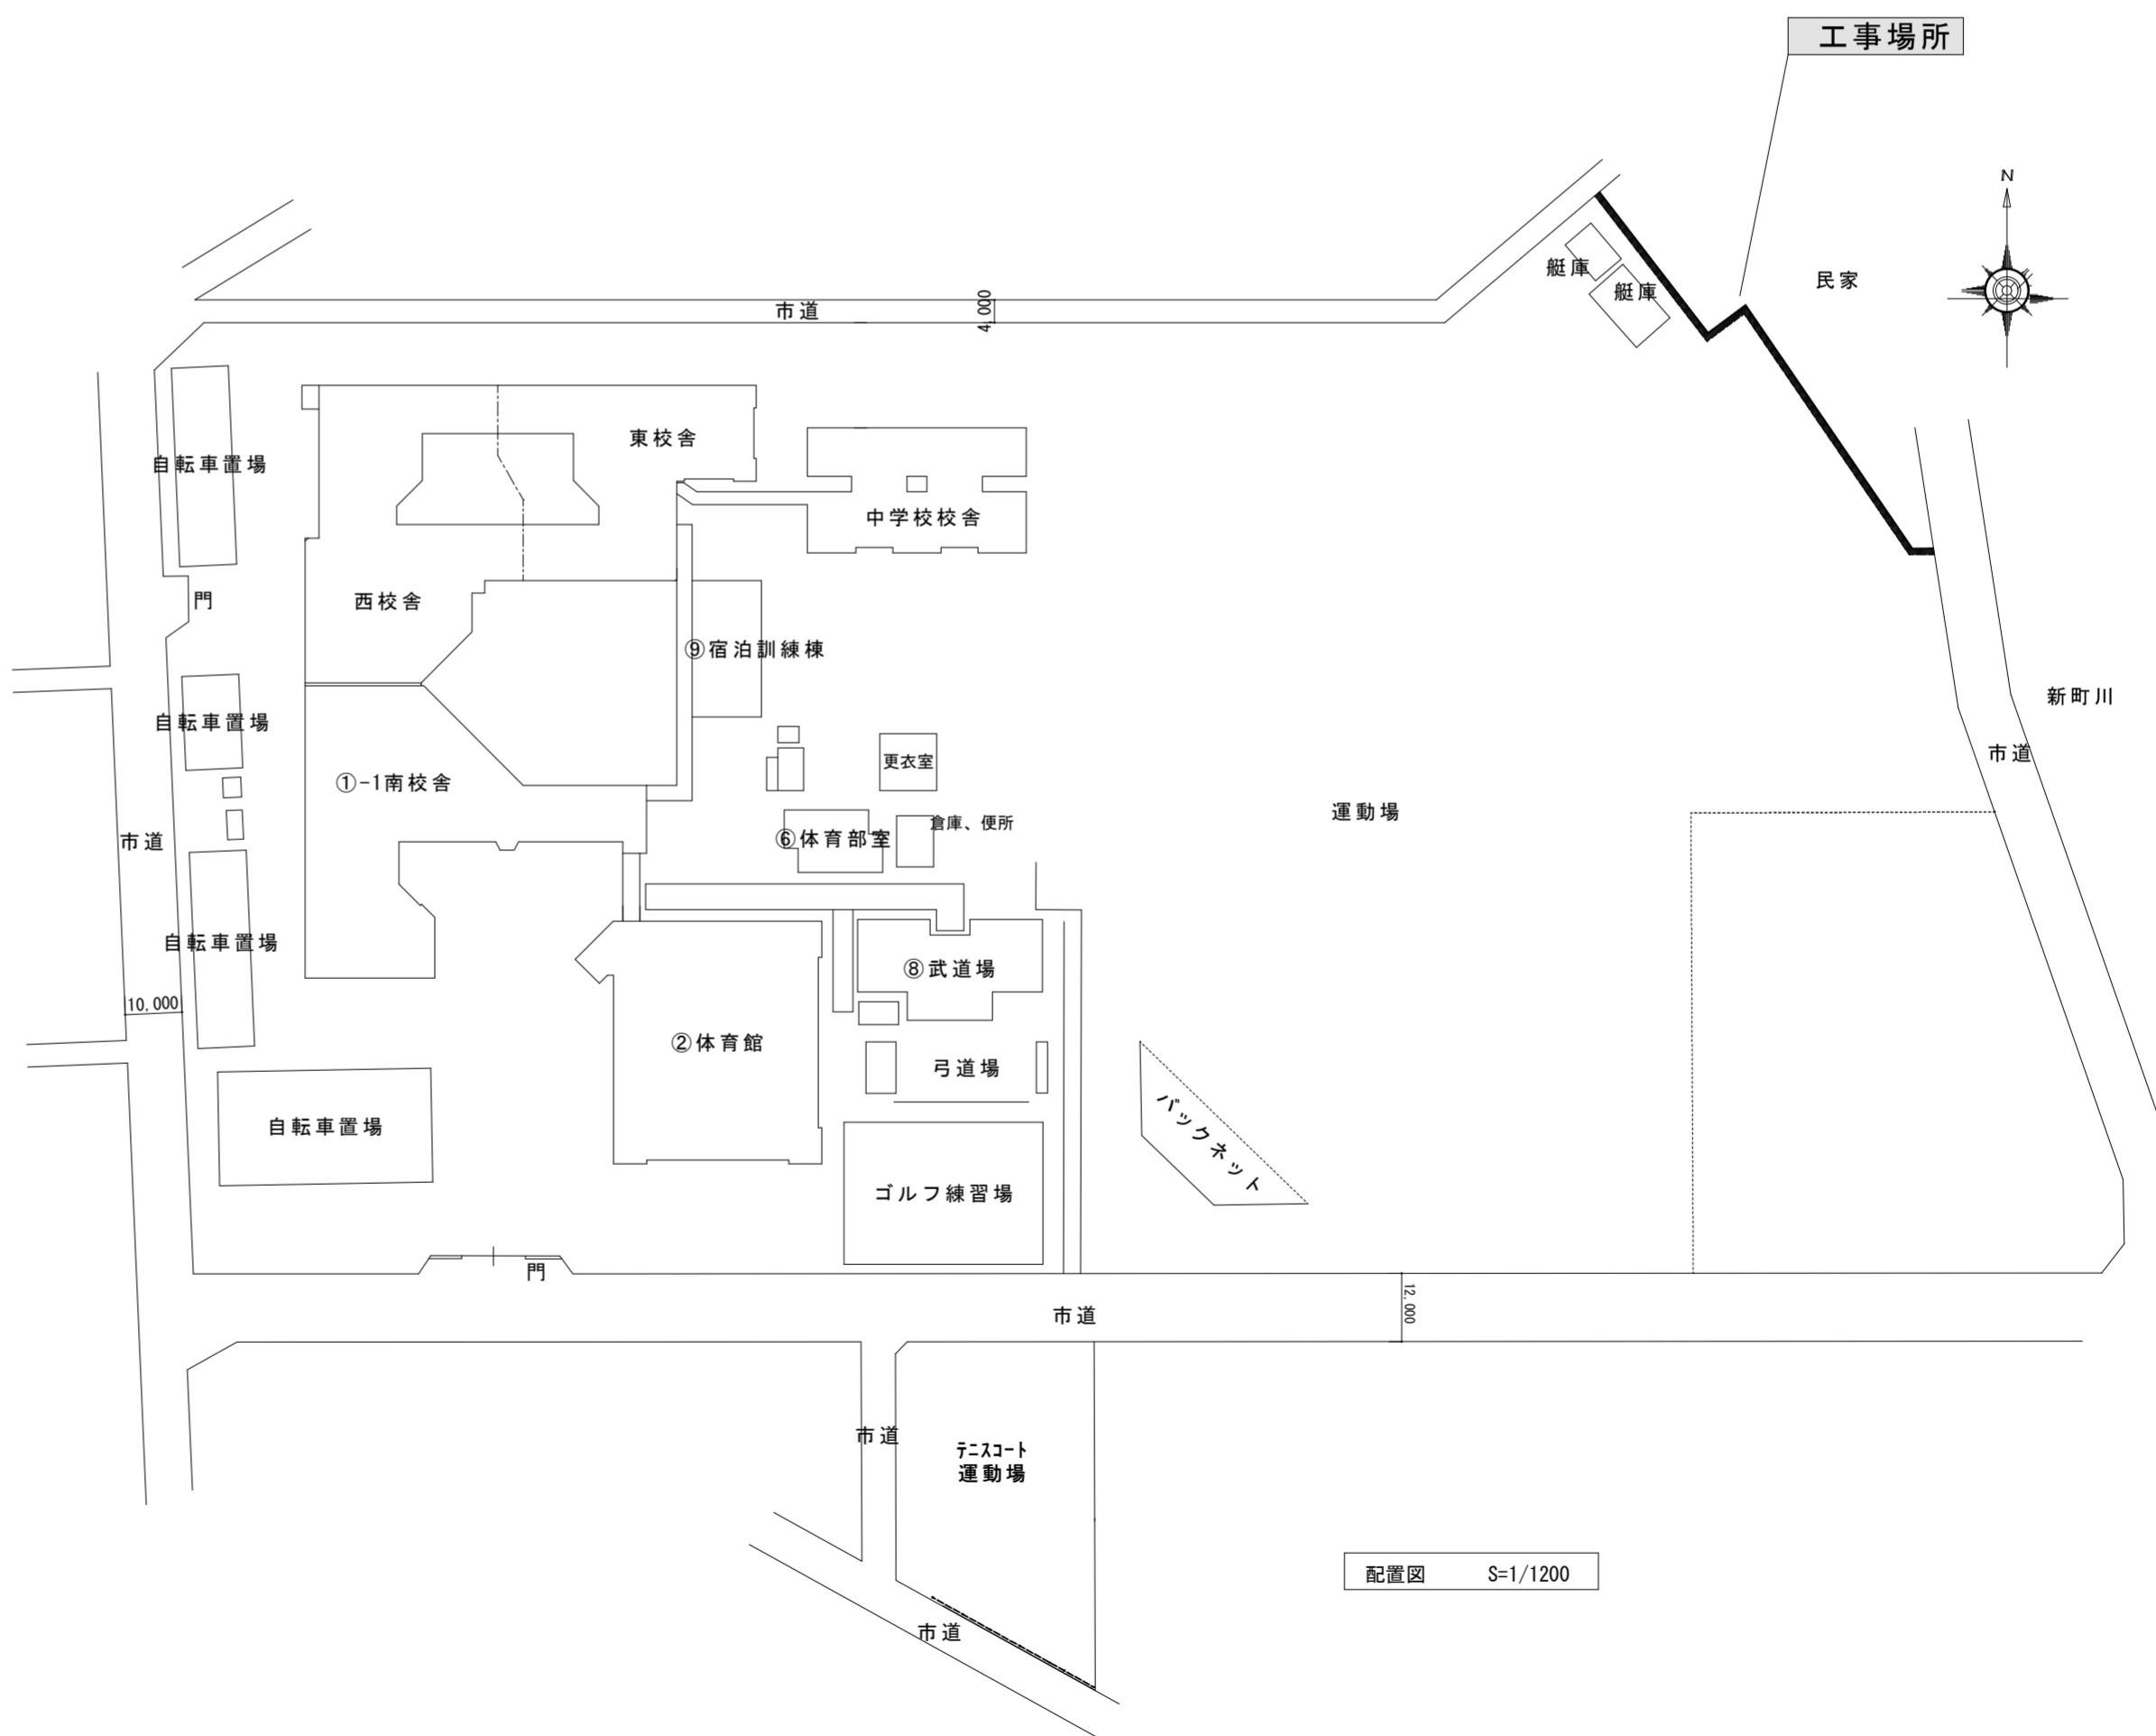 工事場所
N
艇庫
民家
艇庫
市道
4,000
東校舎
自転車置場
中学校校舎
門
西校舎
⑨宿泊訓練棟
新町川
自転車置場
市道
更衣室
①-1南校舎
運動場
倉庫、便所
市道
⑥体育部室
自転車置場
⑧武道場
10,000
②体育館
弓道場
バックネット
自転車置場
ゴルフ練習場
門
12,000
市道
市道
テニスコート
運動場
配置図 S=1/1200
市道